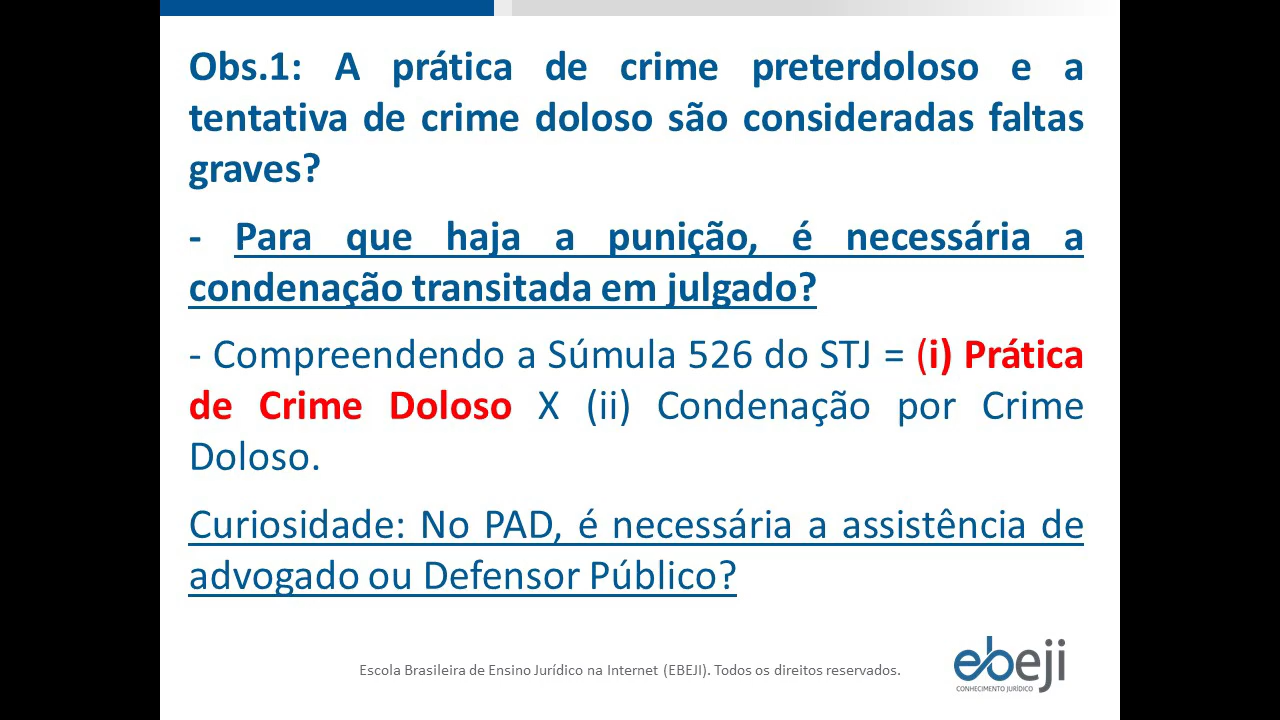 Obs.1: A prática de crime preterdoloso e a
tentativa de crime doloso são consideradas faltas
graves?
- Para que haja a punição, é necessária a
condenação transitada em julgado?
- Compreendendo a Súmula 526 do STJ = (i) Prática
de Crime Doloso X (ii) Condenação por Crime
Doloso.
Curiosidade: No PAD, é necessária a assistência de
advogado ou Defensor Público?
Escola Brasileira de Ensino Jurídico na Internet (EBEJI). Todos os direitos reservados.
ebeji
CONHECIMENTO JURÍDICO